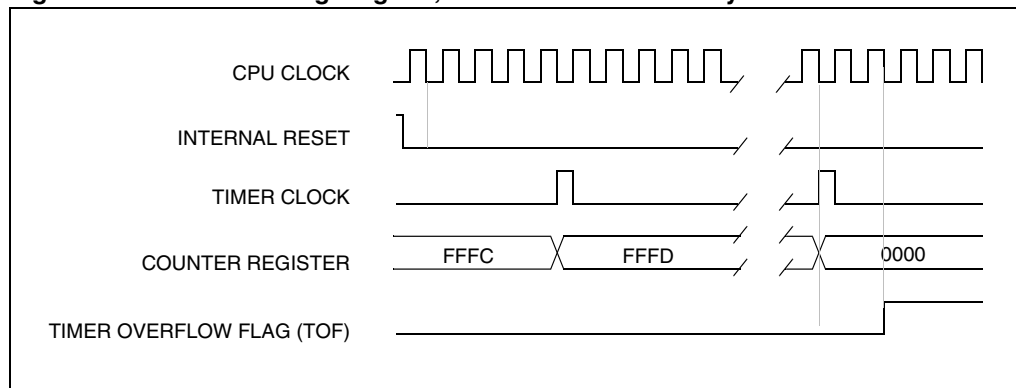 CPU CLOCK
INTERNAL RESET
TIMER CLOCK
COUNTER REGISTER FFFC FFFD 0000
TIMER OVERFLOW FLAG (TOF)